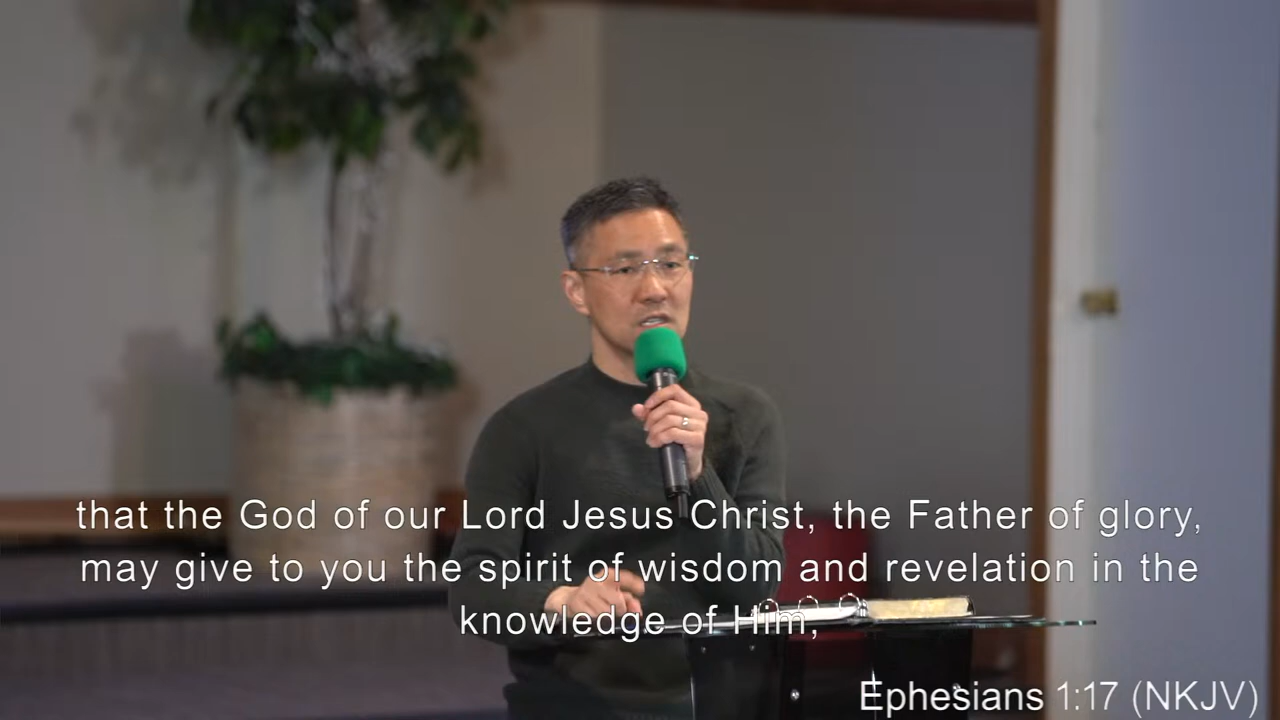 that the God of our Lord Jesus Christ, the Father of glory,
may give to you the spirit of wisdom and revelation in the
knowledge of Him,
Ephesians 1:17 (NKJV)